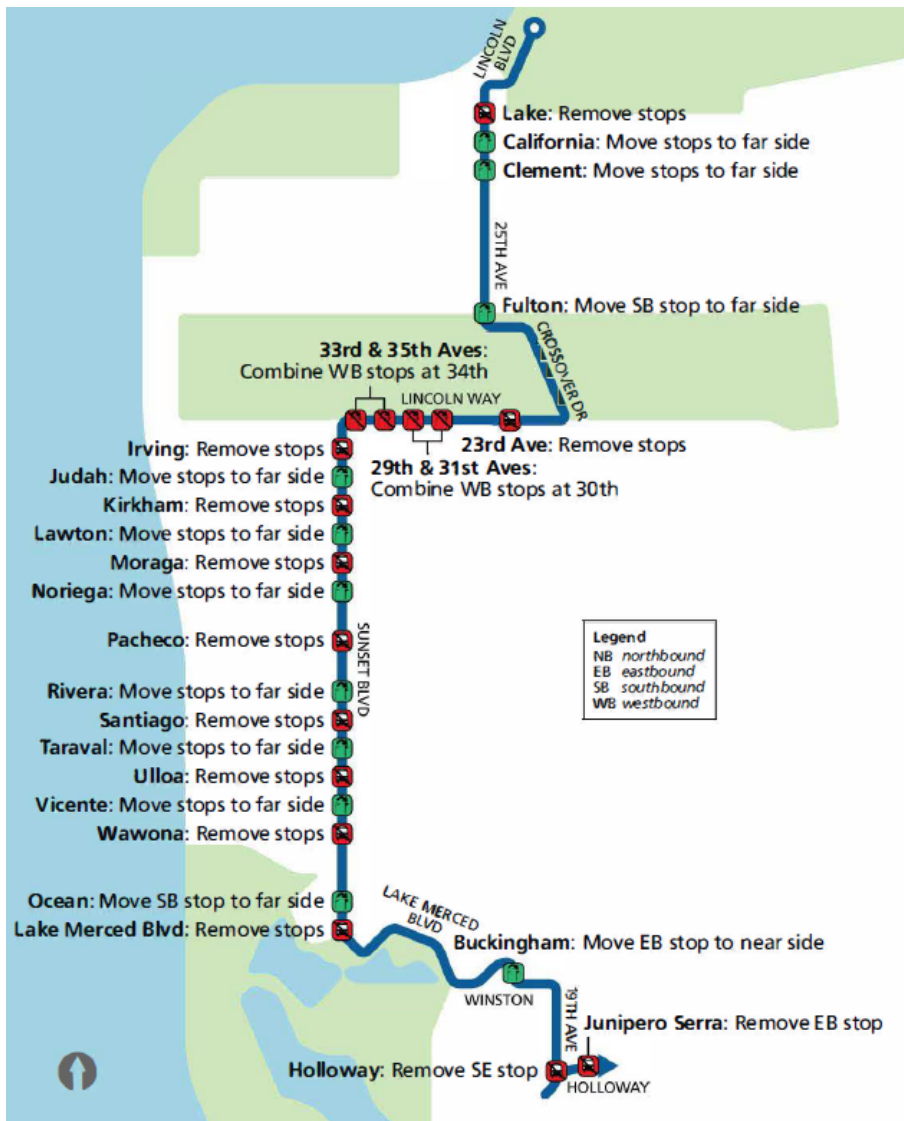 LINCOLN
BLVD
Lake: Remove stops
California: Move stops to far side
Clement: Move stops to far side
25TH AVE
Fulton: Move SB stop to far side
CROSSOVER DR
33rd & 35th Aves:
Combine WB stops at 34th
LINCOLN WAY
23rd Ave: Remove stops
29th & 31st Aves:
Combine WB stops at 30th
Irving: Remove stops
Judah: Move stops to far side
Kirkham: Remove stops
Lawton: Move stops to far side
Moraga: Remove stops
Noriega: Move stops to far side
Pacheco: Remove stops
SUNSET BLVD
Rivera: Move stops to far side
Santiago: Remove stops
Taraval: Move stops to far side
Ulloa: Remove stops
Vicente: Move stops to far side
Wawona: Remove stops
Legend
NB northbound
EB eastbound
SB southbound
WB westbound
Ocean: Move SB stop to far side
Lake Merced Blvd: Remove stops
LAKE MERCED
BLVD
Buckingham: Move EB stop to near side
WINSTON
19TH AVE
Junipero Serra: Remove EB stop
Holloway: Remove SE stop
HOLLOWAY